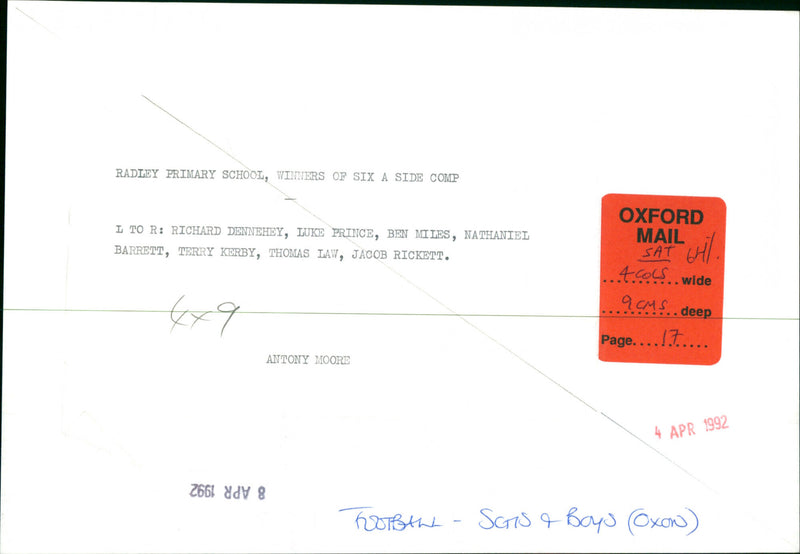 RADLEY PRIMARY SCHOOL, WINNERS OF SIX A SIDE COMP
L TO R: RICHARD DENNEHEY, LUKE PRINCE, BEN MILES, NATHANIEL
BARRETT, TERRY KERBY, THOMAS LAW, JACOB RICKETT.
4x9
ANTONY MOORE
OXFORD
MAIL
SAT 4/4.
4 COLS wide
9 CMS deep
Page....17.....
4 APR 1992
8 APR 1992
FOOTBALL - SCHS & BOYS (OXON)